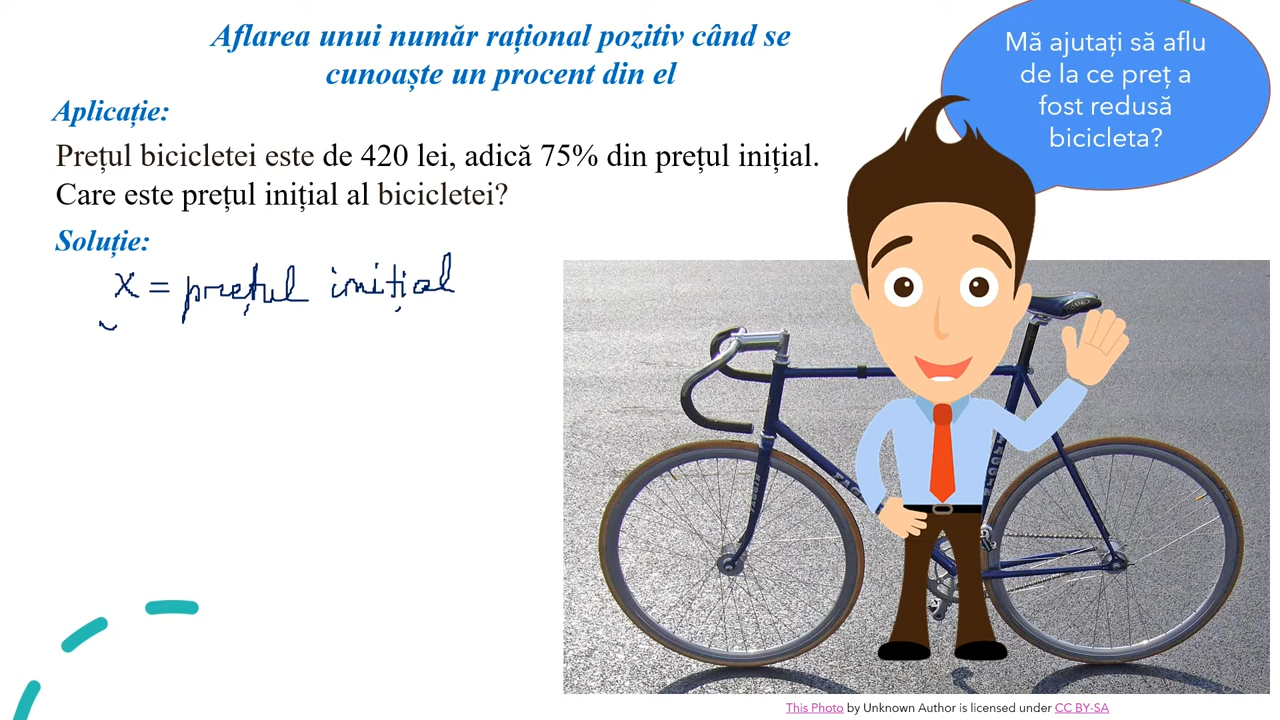 Aflarea unui număr rațional pozitiv când se
cunoaște un procent din el
Mă ajutați să aflu
de la ce preț a
fost redusă
bicicleta?
Aplicație:
Prețul bicicletei este de 420 lei, adică 75% din prețul inițial.
Care este prețul inițial al bicicletei?
Soluție:
x = prețul inițial
This Photo by Unknown Author is licensed under CC BY-SA